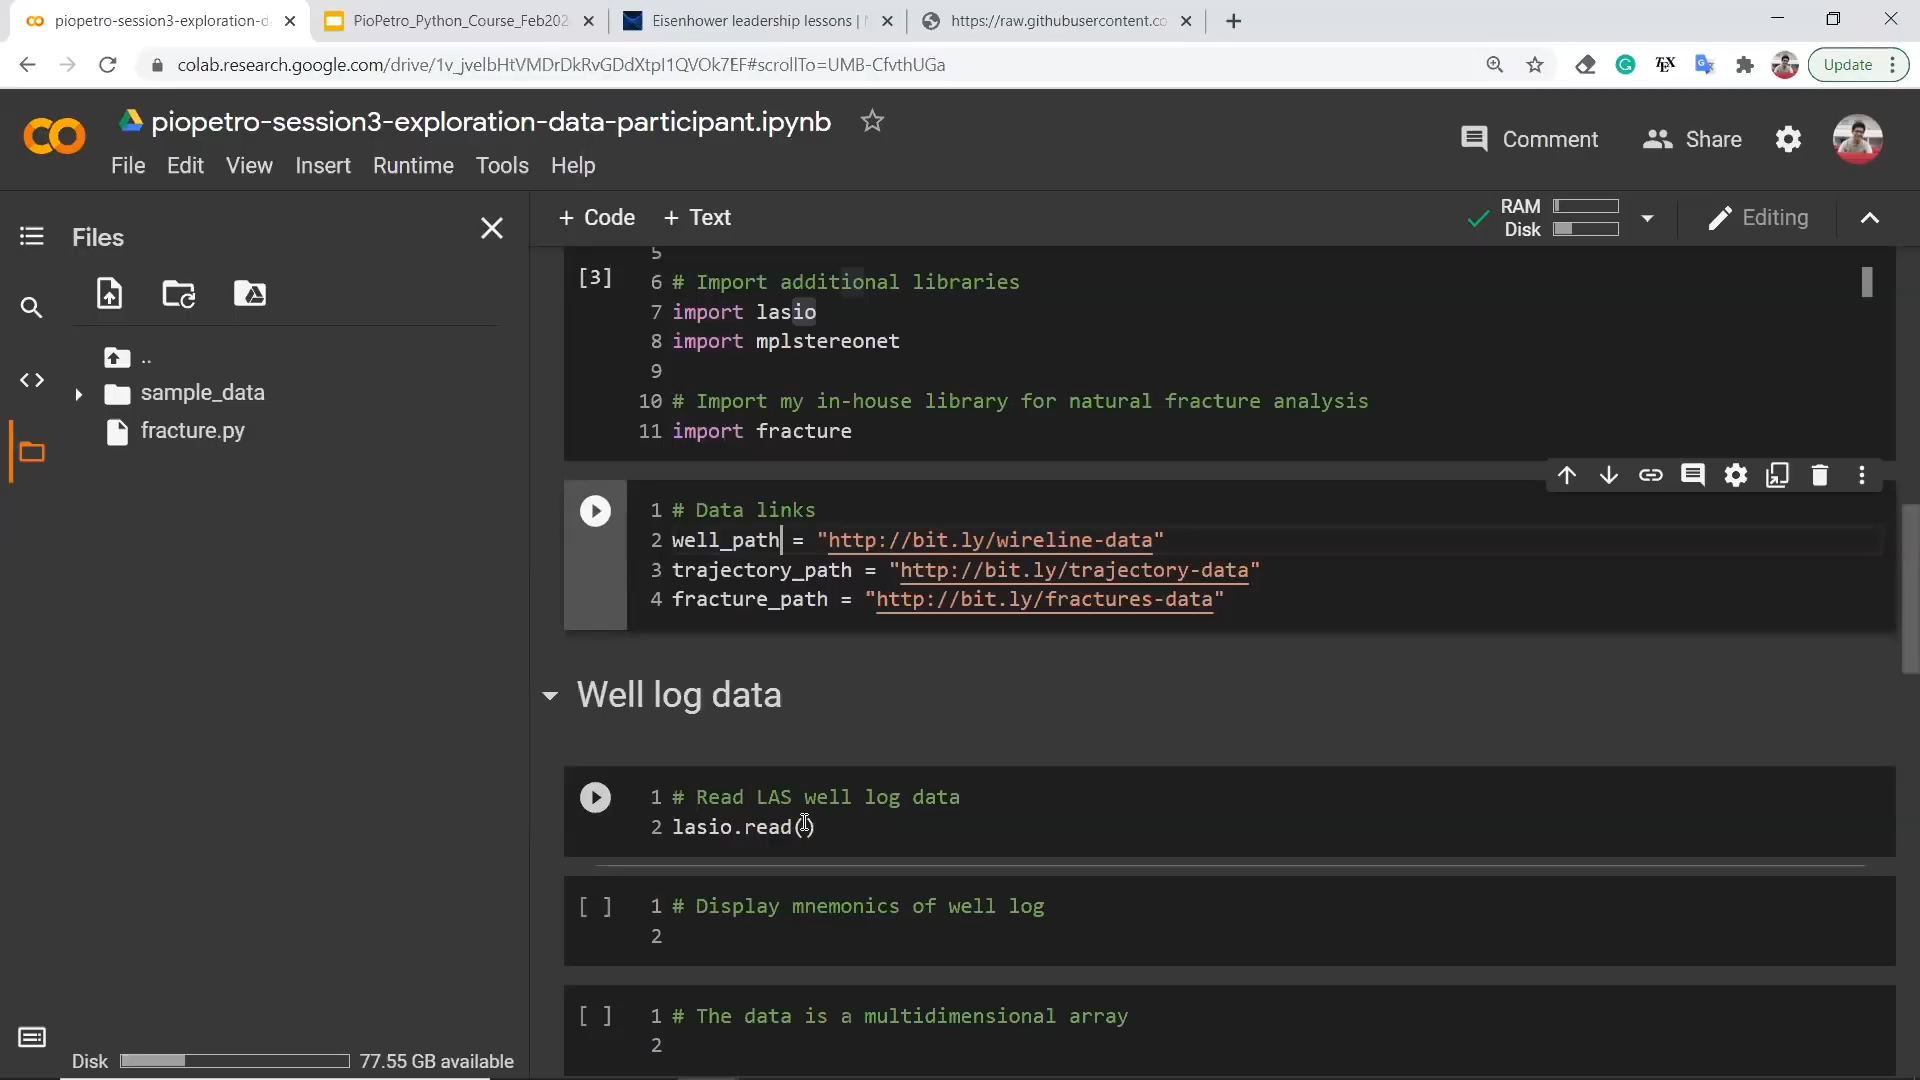 piopetro-session3-exploration-d
PioPetro_Python_Course_Feb202
Eisenhower leadership lessons |
https://raw.githubusercontent.co
colab.research.google.com/drive/1v_jvelbHtVMDrDkRvGDdXtpI1QVOk7EF#scrollTo=UMB-CfvthUGa
Update
piopetro-session3-exploration-data-participant.ipynb
Comment
Share
File Edit View Insert Runtime Tools Help
Files
+ Code + Text
RAM
Disk
Editing
..
sample_data
fracture.py
5
[3]
6 # Import additional libraries
7 import lasio
8 import mplstereonet
9
10 # Import my in-house library for natural fracture analysis
11 import fracture
1 # Data links
2 well_path = "http://bit.ly/wireline-data"
3 trajectory_path = "http://bit.ly/trajectory-data"
4 fracture_path = "http://bit.ly/fractures-data"
Well log data
1 # Read LAS well log data
2 lasio.read()
[ ] 1 # Display mnemonics of well log
2
[ ] 1 # The data is a multidimensional array
2
Disk 77.55 GB available